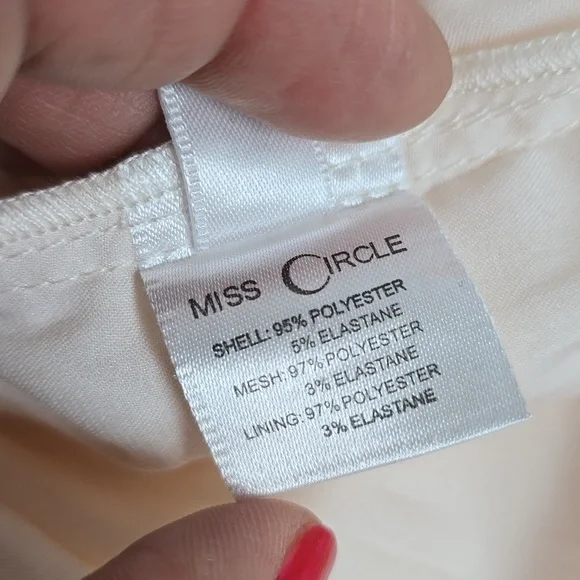 MISS CIRCLE
SHELL: 95% POLYESTER
5% ELASTANE
MESH: 97% POLYESTER
3% ELASTANE
LINING: 97% POLYESTER
3% ELASTANE